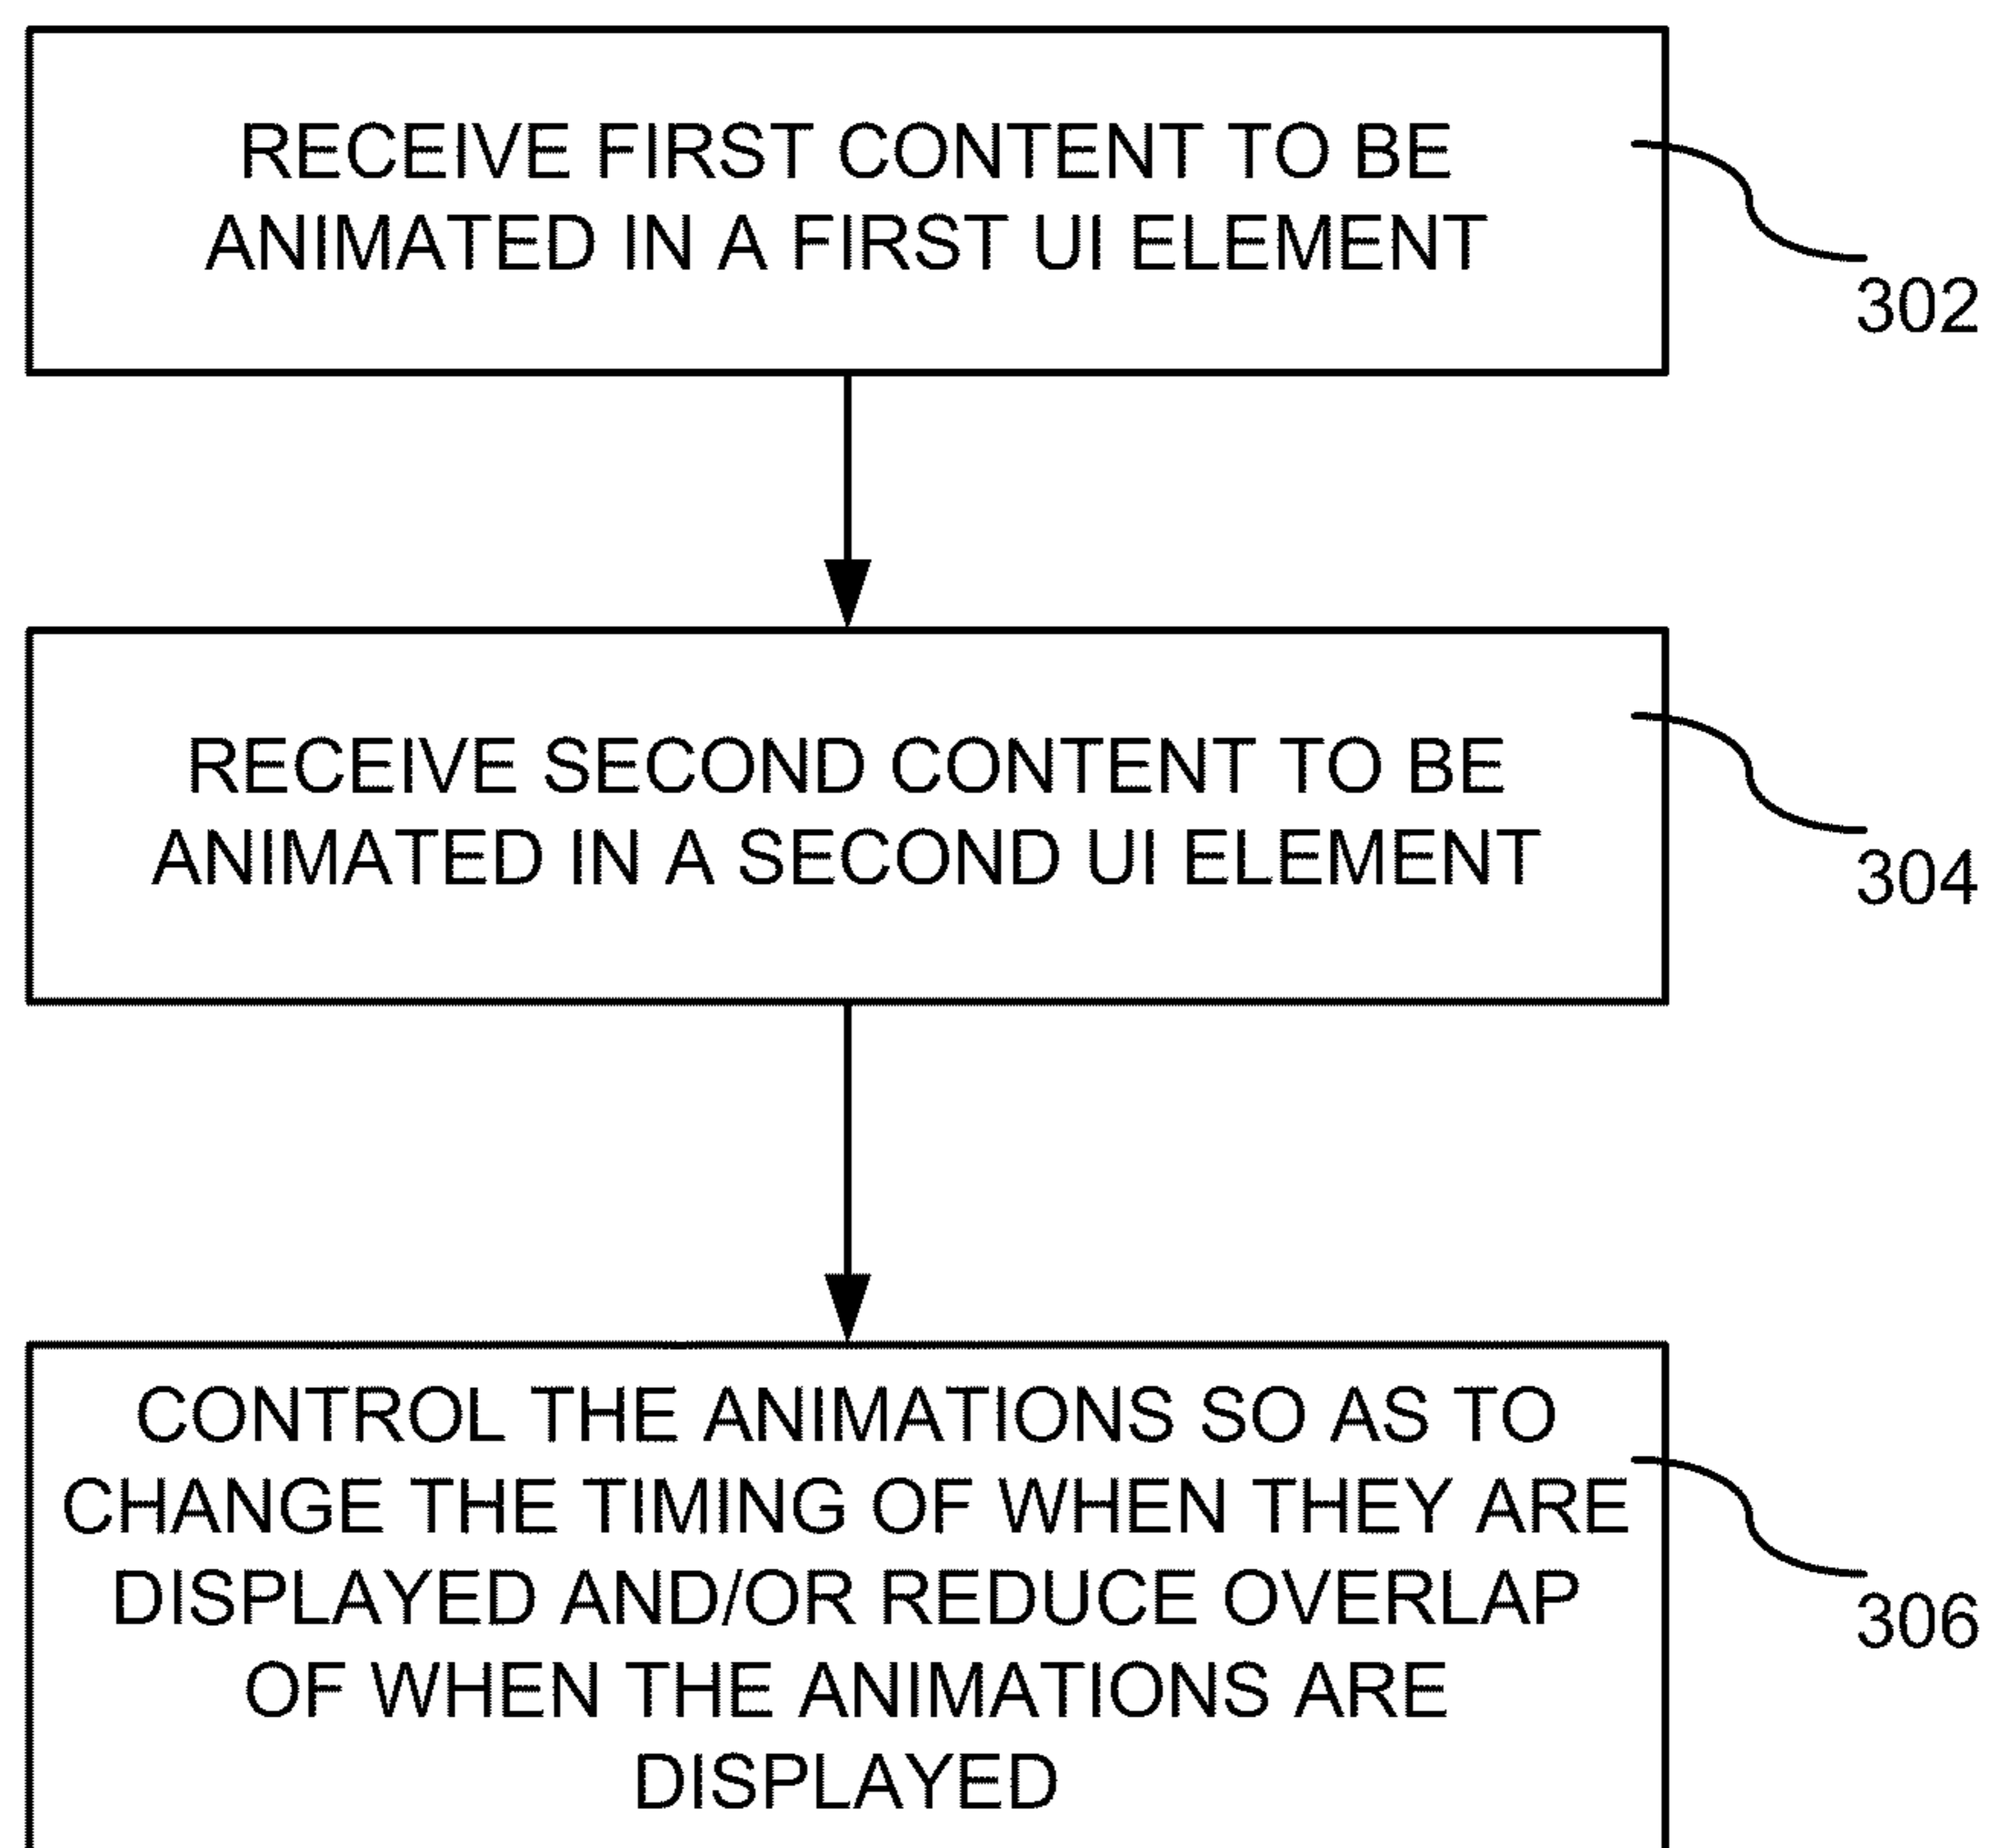 RECEIVE FIRST CONTENT TO BE
ANIMATED IN A FIRST UI ELEMENT
302
RECEIVE SECOND CONTENT TO BE
ANIMATED IN A SECOND UI ELEMENT
304
CONTROL THE ANIMATIONS SO AS TO
CHANGE THE TIMING OF WHEN THEY ARE
DISPLAYED AND/OR REDUCE OVERLAP
OF WHEN THE ANIMATIONS ARE
DISPLAYED
306